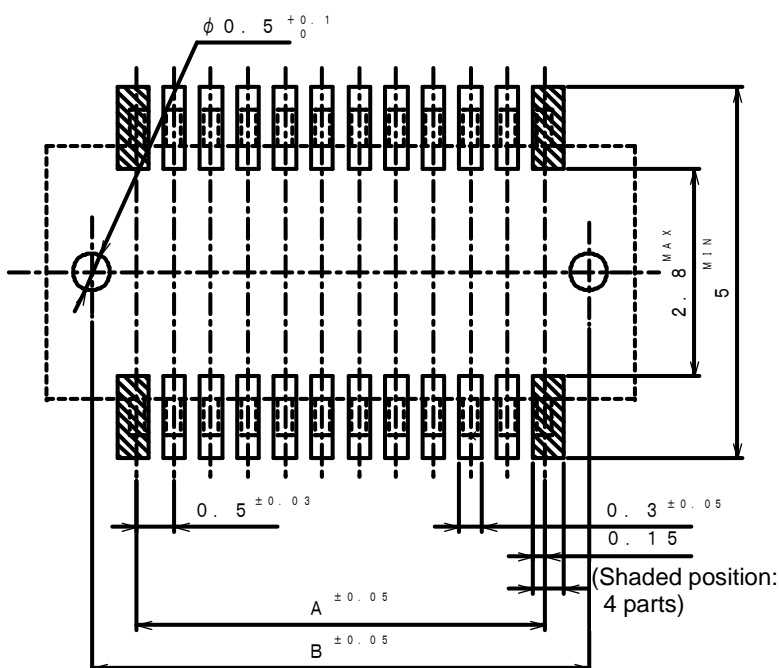 φ0.5 +0.1 0
2.8 MAX
5 MIN
0.5 ±0.03
0.3 ±0.05
0.15
(Shaded position:
4 parts)
A ±0.05
B ±0.05